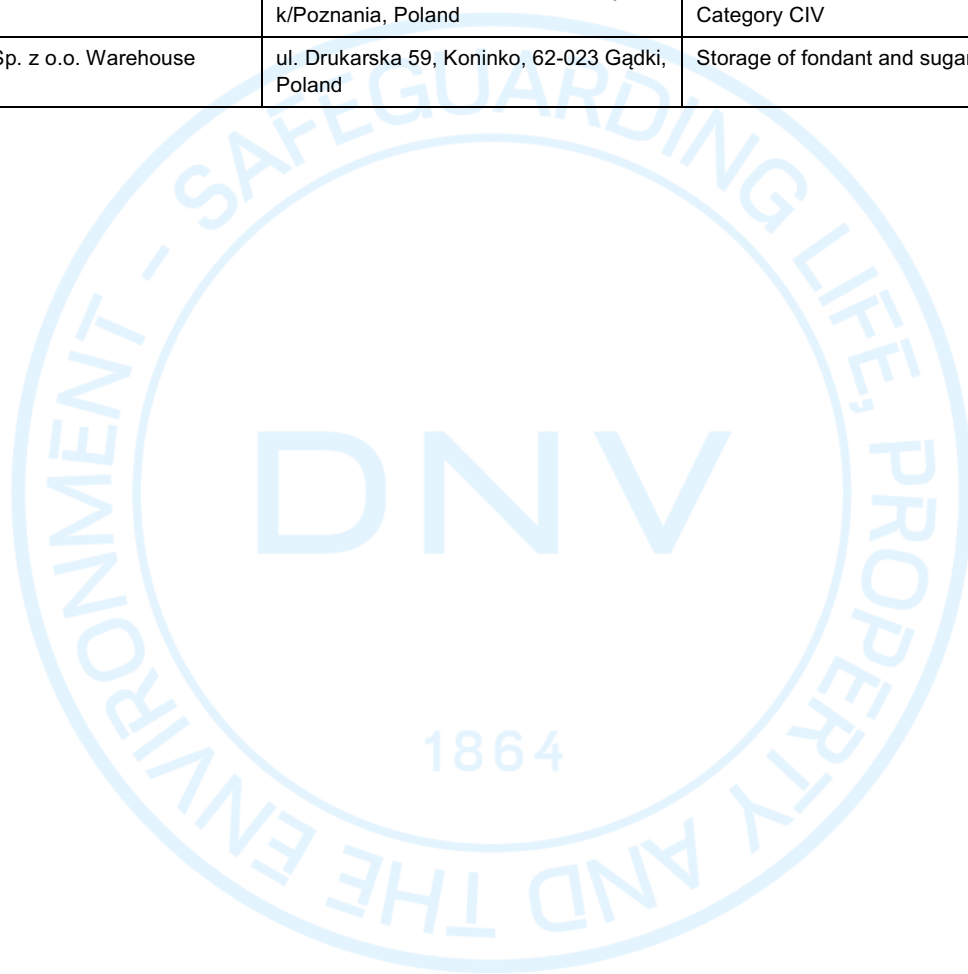 k/Poznania, Poland
Category CIV
Sp. z o.o. Warehouse
ul. Drukarska 59, Koninko, 62-023 Gądki,
Poland
Storage of fondant and sugar
SAFEGUARDING LIFE, PROPERTY AND THE ENVIRONMENT -
DNV
1864